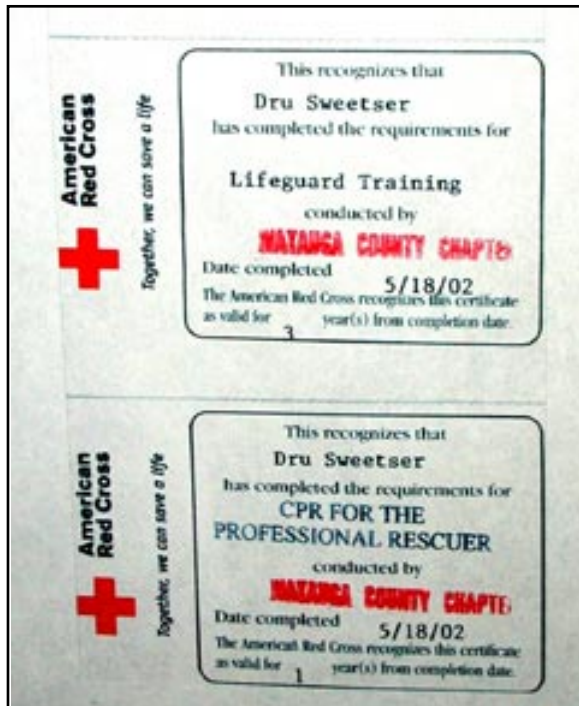 American
Red Cross
Together, we can save a life
This recognizes that
Dru Sweetser
has completed the requirements for
Lifeguard Training
conducted by
WATAUGA COUNTY CHAPTE
Date completed
5/18/02
The American Red Cross recognizes this certificate
as valid for 3 year(s) from completion date.
American
Red Cross
Together, we can save a life
This recognizes that
Dru Sweetser
has completed the requirements for
CPR FOR THE
PROFESSIONAL RESCUER
conducted by
WATAUGA COUNTY CHAPTE
Date completed
5/18/02
The American Red Cross recognizes this certificate
as valid for 1 year(s) from completion date.